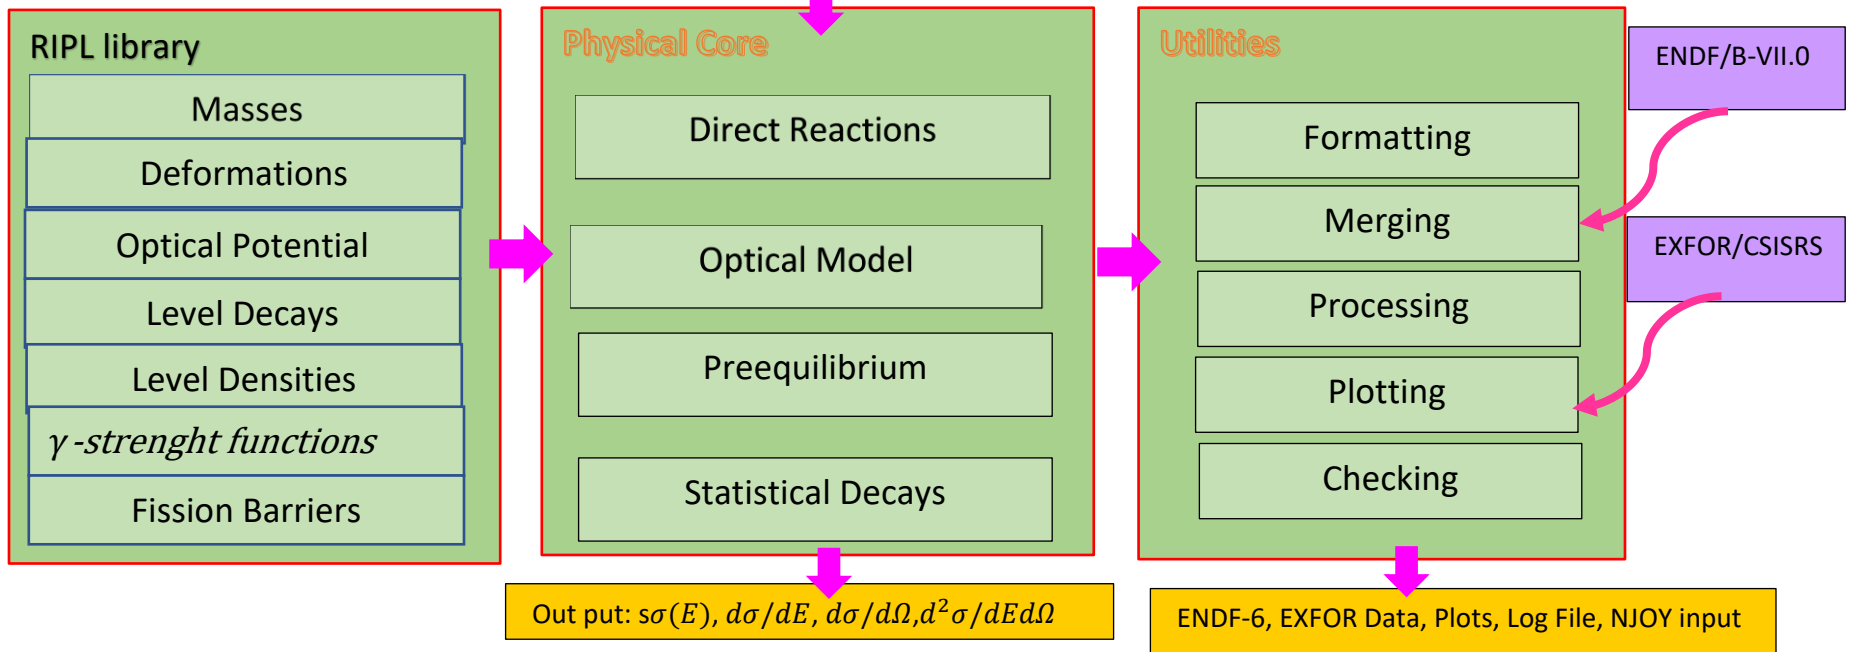 RIPL library
Masses
Deformations
Optical Potential
Level Decays
Level Densities
γ -strenght functions
Fission Barriers
Physical Core
Direct Reactions
Optical Model
Preequilibrium
Statistical Decays
Out put: sσ(E), dσ/dE, dσ/dΩ,d²σ/dEdΩ
Utilities
Formatting
Merging
Processing
Plotting
Checking
ENDF/B-VII.0
EXFOR/CSISRS
ENDF-6, EXFOR Data, Plots, Log File, NJOY input